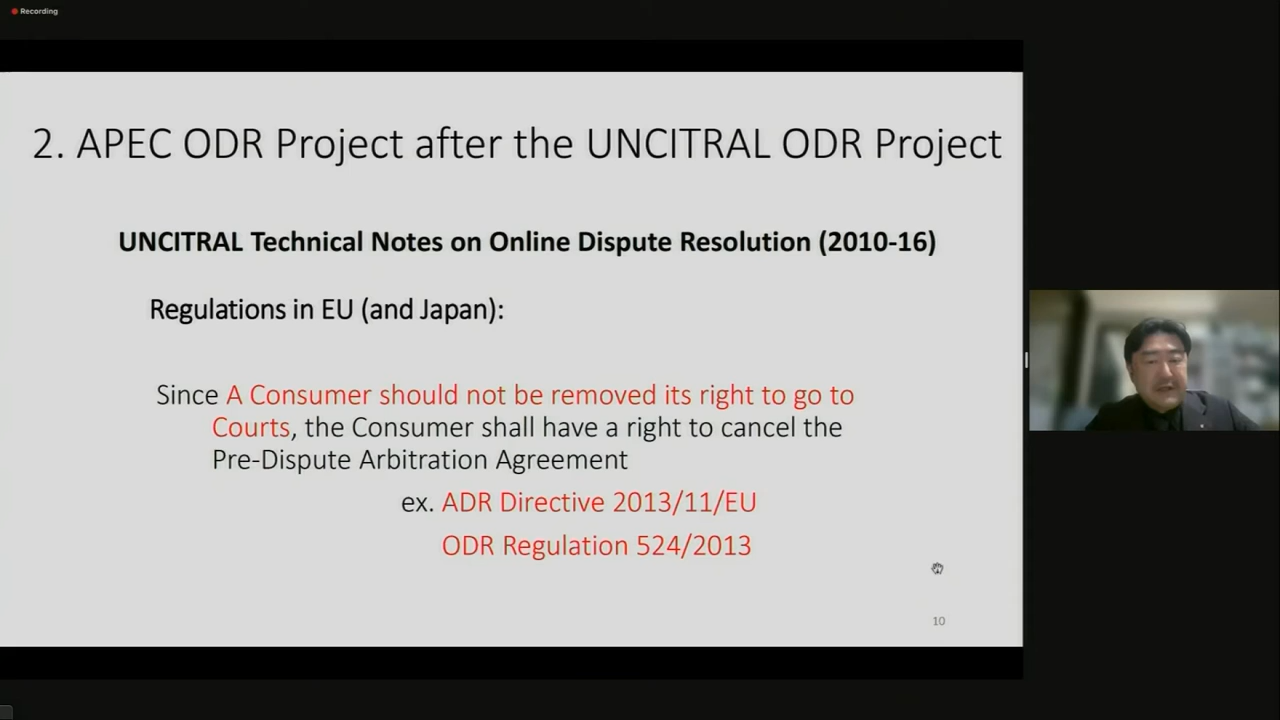 Recording
2. APEC ODR Project after the UNCITRAL ODR Project
UNCITRAL Technical Notes on Online Dispute Resolution (2010-16)
Regulations in EU (and Japan):
Since A Consumer should not be removed its right to go to
Courts, the Consumer shall have a right to cancel the
Pre-Dispute Arbitration Agreement
ex. ADR Directive 2013/11/EU
ODR Regulation 524/2013
10